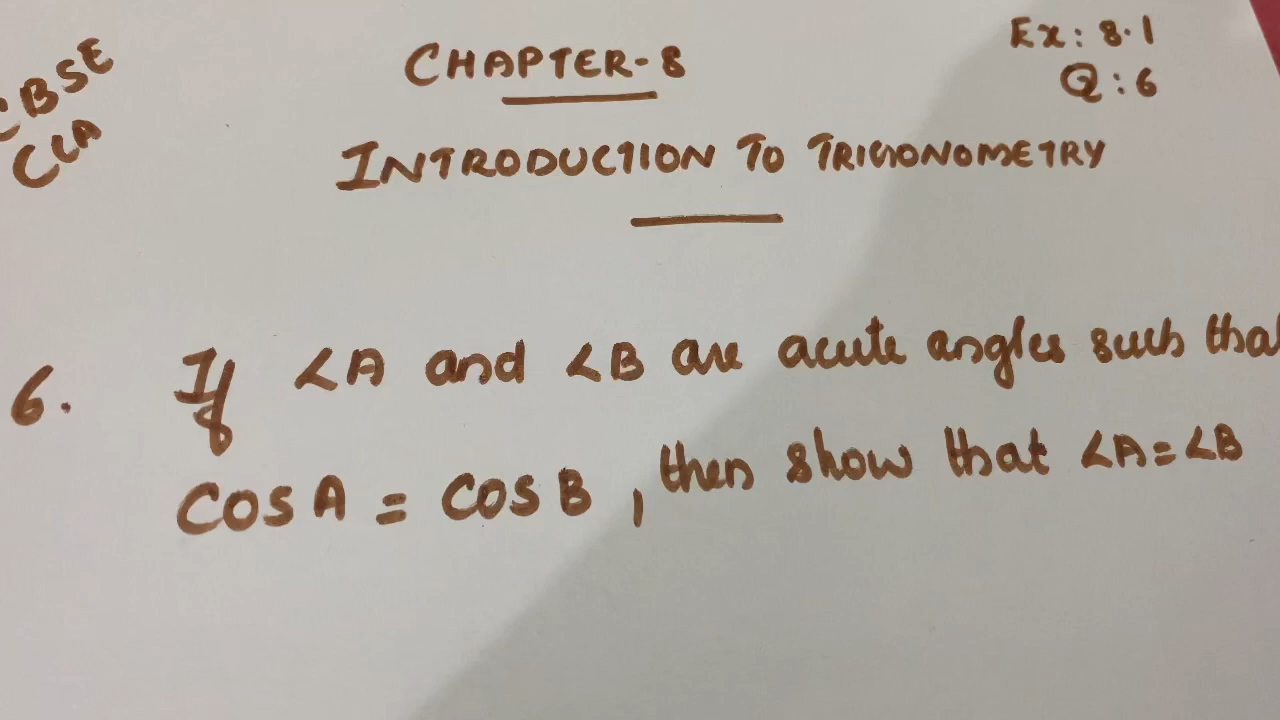 CBSE
CLA
CHAPTER-8
Ex: 8.1
Q:6
INTRODUCTION TO TRIGONOMETRY
6. If ∠A and ∠B are acute angles such that
COS A = COS B, then show that ∠A=∠B